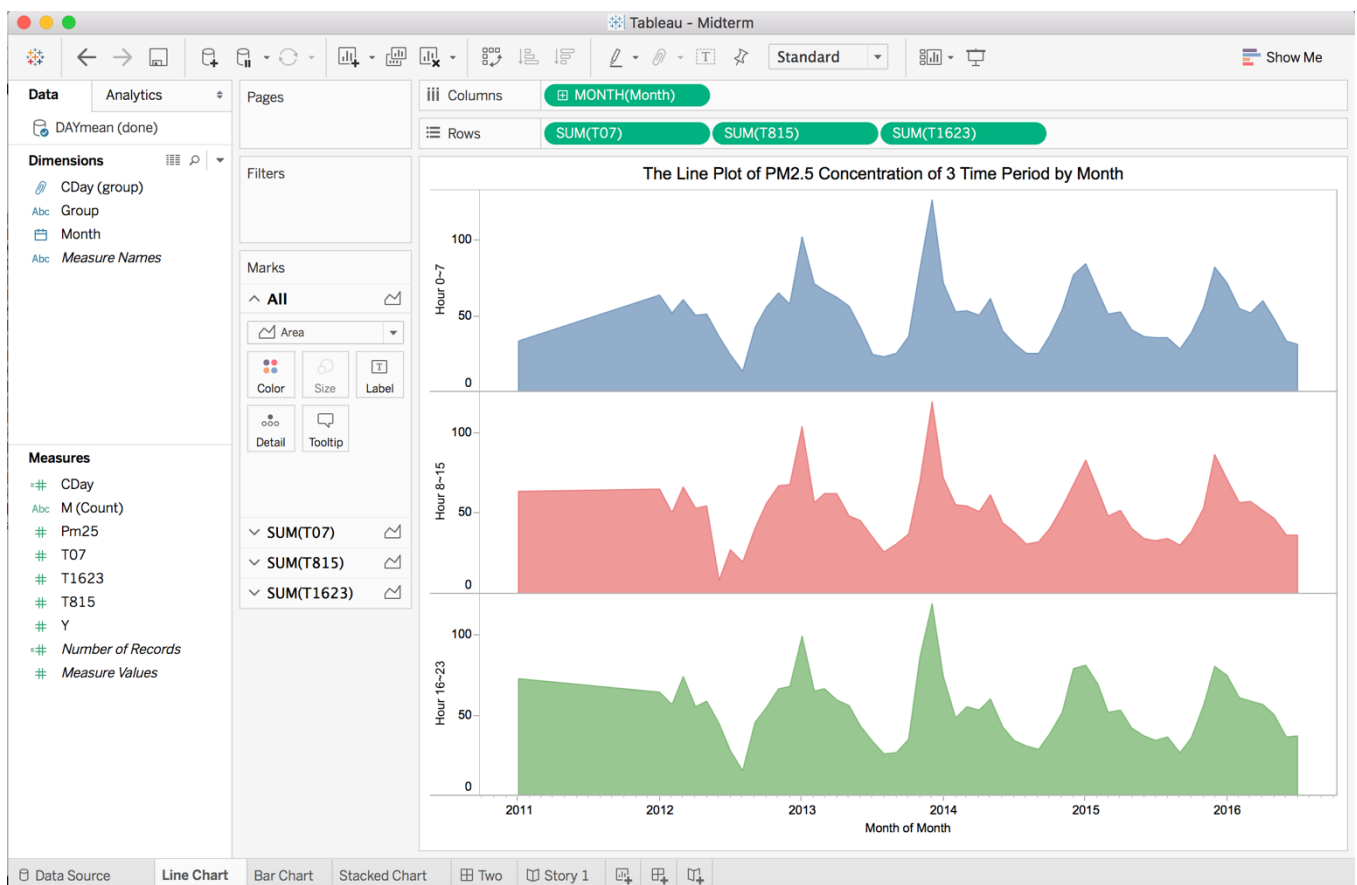 Tableau - Midterm
Standard
Show Me
Data
Analytics
DAYmean (done)
Dimensions
CDay (group)
Abc Group
Month
Abc Measure Names
Measures
CDay
Abc M (Count)
Pm25
T07
T1623
T815
Y
Number of Records
Measure Values
Pages
Filters
Marks
All
Area
Color
Size
T
Label
Detail
Tooltip
SUM(T07)
SUM(T815)
SUM(T1623)
Columns
MONTH(Month)
Rows
SUM(T07) SUM(T815) SUM(T1623)
The Line Plot of PM2.5 Concentration of 3 Time Period by Month
Hour 0~7
100
50
0
Hour 8~15
100
50
0
Hour 16~23
100
50
0
2011 2012 2013 2014 2015 2016
Month of Month
Data Source
Line Chart
Bar Chart
Stacked Chart
Two
Story 1